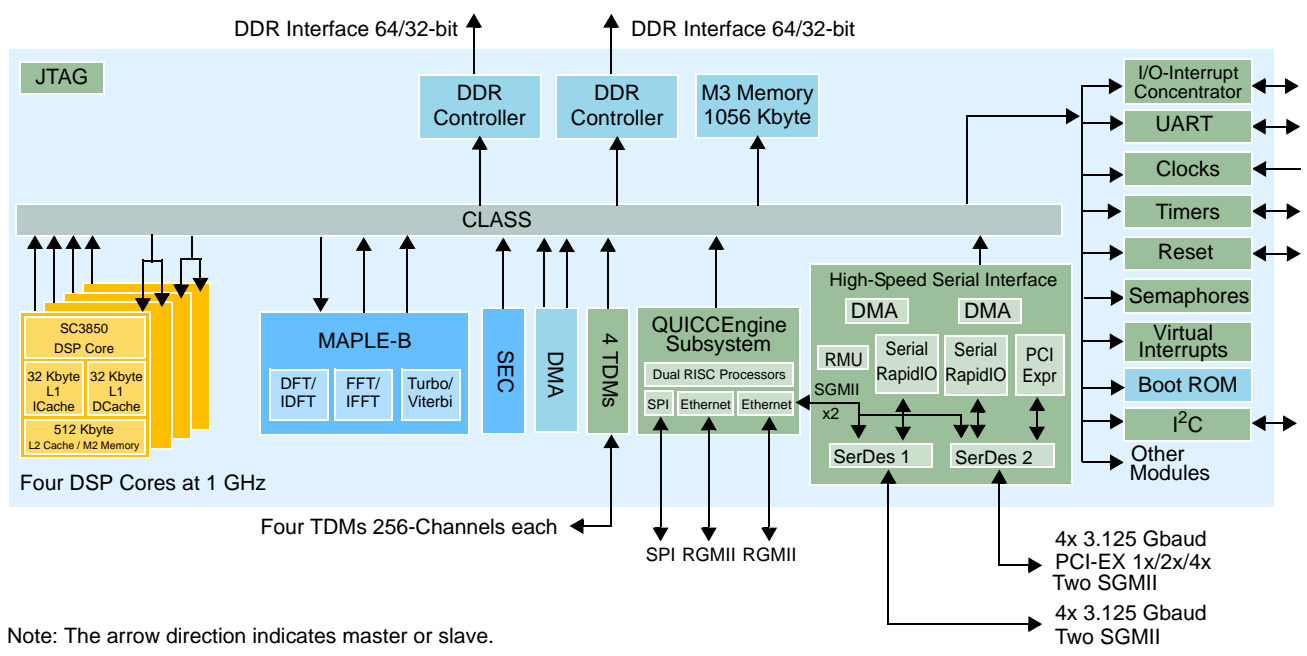 DDR Interface 64/32-bit
DDR Interface 64/32-bit
JTAG
DDR
Controller
DDR
Controller
M3 Memory
1056 Kbyte
I/O-Interrupt
Concentrator
UART
Clocks
Timers
Reset
Semaphores
Virtual
Interrupts
Boot ROM
I²C
Other
Modules
CLASS
SC3850
DSP Core
32 Kbyte
L1
ICache
32 Kbyte
L1
DCache
512 Kbyte
L2 Cache / M2 Memory
Four DSP Cores at 1 GHz
MAPLE-B
DFT/
IDFT
FFT/
IFFT
Turbo/
Viterbi
SEC
DMA
4 TDMs
QUICCEngine
Subsystem
Dual RISC Processors
SPI
Ethernet
Ethernet
High-Speed Serial Interface
DMA
DMA
RMU
Serial
RapidIO
Serial
RapidIO
PCI
Expr
SGMII
x2
SerDes 1
SerDes 2
Four TDMs 256-Channels each
SPI
RGMII
RGMII
4x 3.125 Gbaud
PCI-EX 1x/2x/4x
Two SGMII
4x 3.125 Gbaud
Two SGMII
Note: The arrow direction indicates master or slave.